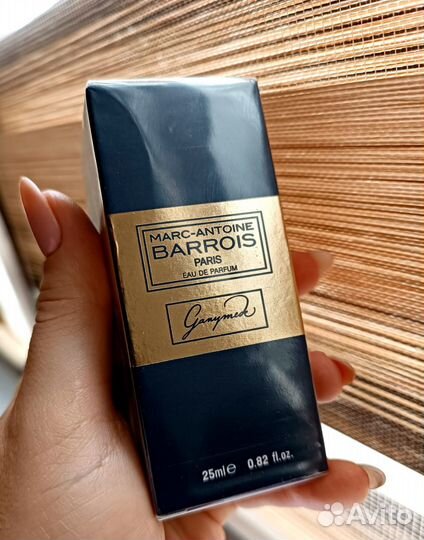 MARC-ANTOINE
BARROIS
PARIS
EAU DE PARFUM
Ganymede
25ml ℮ 0.82 fl.oz.
Avito